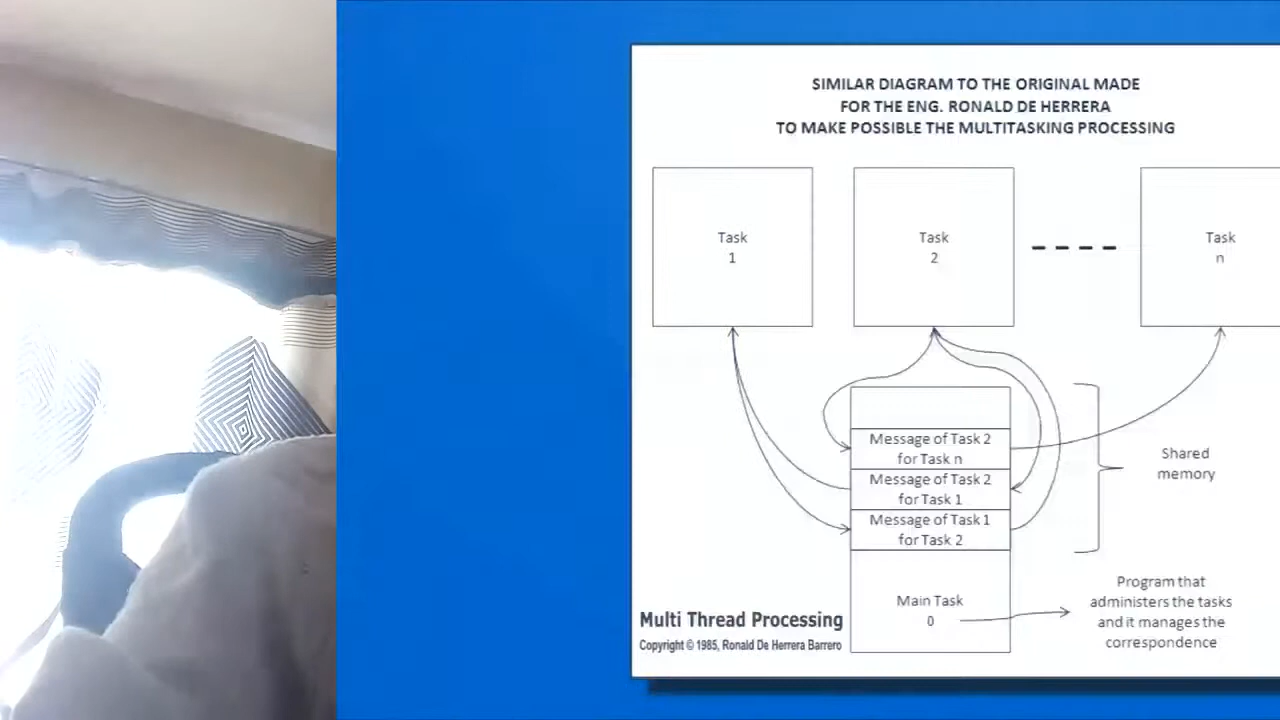 SIMILAR DIAGRAM TO THE ORIGINAL MADE
FOR THE ENG. RONALD DE HERRERA
TO MAKE POSSIBLE THE MULTITASKING PROCESSING
Task
1
Task
2
Task
n
Message of Task 2
for Task n
Message of Task 2
for Task 1
Message of Task 1
for Task 2
Shared
memory
Main Task
0
Program that
administers the tasks
and it manages the
correspondence
Multi Thread Processing
Copyright © 1985, Ronald De Herrera Barrero